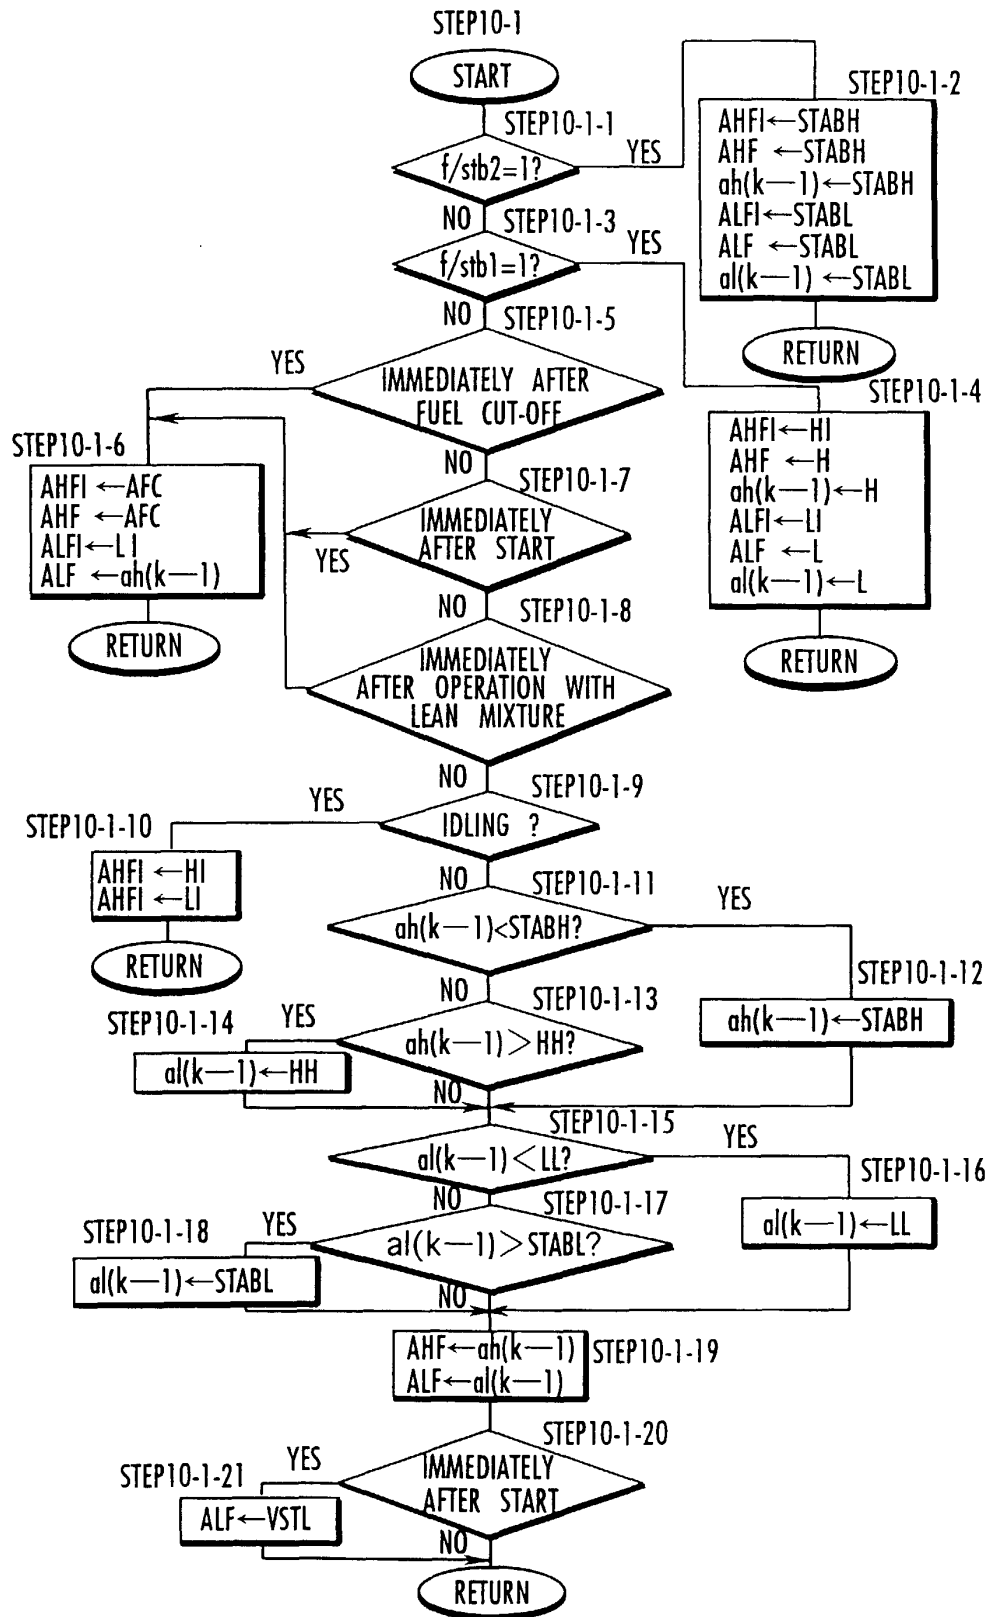 STEP10-1
START
STEP10-1-1
f/stb2=1?
YES
STEP10-1-2
AHFI←STABH
AHF ←STABH
ah(k—1)←STABH
ALFI←STABL
ALF ←STABL
al(k—1) ←STABL
RETURN
NO
STEP10-1-3
f/stb1=1?
YES
STEP10-1-4
AHFI←HI
AHF ←H
ah(k—1)←H
ALFI←LI
ALF ←L
al(k—1)←L
RETURN
NO
STEP10-1-5
IMMEDIATELY AFTER
FUEL CUT-OFF
YES
STEP10-1-6
AHFI ←AFC
AHF ←AFC
ALFI←LI
ALF ←ah(k—1)
RETURN
NO
STEP10-1-7
IMMEDIATELY
AFTER START
YES
NO
STEP10-1-8
IMMEDIATELY
AFTER OPERATION WITH
LEAN MIXTURE
NO
STEP10-1-9
IDLING ?
YES
STEP10-1-10
AHFI ←HI
AHFI ←LI
RETURN
NO
STEP10-1-11
ah(k—1)<STABH?
YES
STEP10-1-12
ah(k—1)←STABH
NO
STEP10-1-13
ah(k—1)>HH?
YES
STEP10-1-14
al(k—1)←HH
NO
STEP10-1-15
al(k—1)<LL?
YES
STEP10-1-16
al(k—1)←LL
NO
STEP10-1-17
al(k—1)>STABL?
YES
STEP10-1-18
al(k—1)←STABL
NO
AHF←ah(k—1)
ALF←al(k—1)
STEP10-1-19
STEP10-1-20
IMMEDIATELY
AFTER START
YES
STEP10-1-21
ALF←VSTL
NO
RETURN